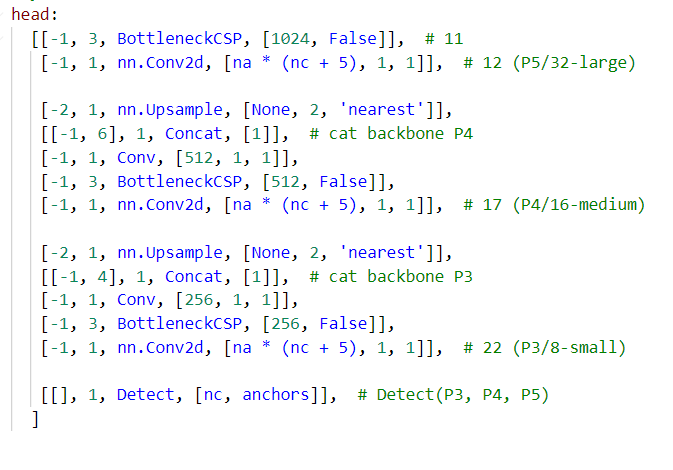 head:
[[-1, 3, BottleneckCSP, [1024, False]],  # 11
[-1, 1, nn.Conv2d, [na * (nc + 5), 1, 1]],  # 12 (P5/32-large)
[-2, 1, nn.Upsample, [None, 2, 'nearest']],
[[-1, 6], 1, Concat, [1]],  # cat backbone P4
[-1, 1, Conv, [512, 1, 1]],
[-1, 3, BottleneckCSP, [512, False]],
[-1, 1, nn.Conv2d, [na * (nc + 5), 1, 1]],  # 17 (P4/16-medium)
[-2, 1, nn.Upsample, [None, 2, 'nearest']],
[[-1, 4], 1, Concat, [1]],  # cat backbone P3
[-1, 1, Conv, [256, 1, 1]],
[-1, 3, BottleneckCSP, [256, False]],
[-1, 1, nn.Conv2d, [na * (nc + 5), 1, 1]],  # 22 (P3/8-small)
[[], 1, Detect, [nc, anchors]],  # Detect(P3, P4, P5)
]